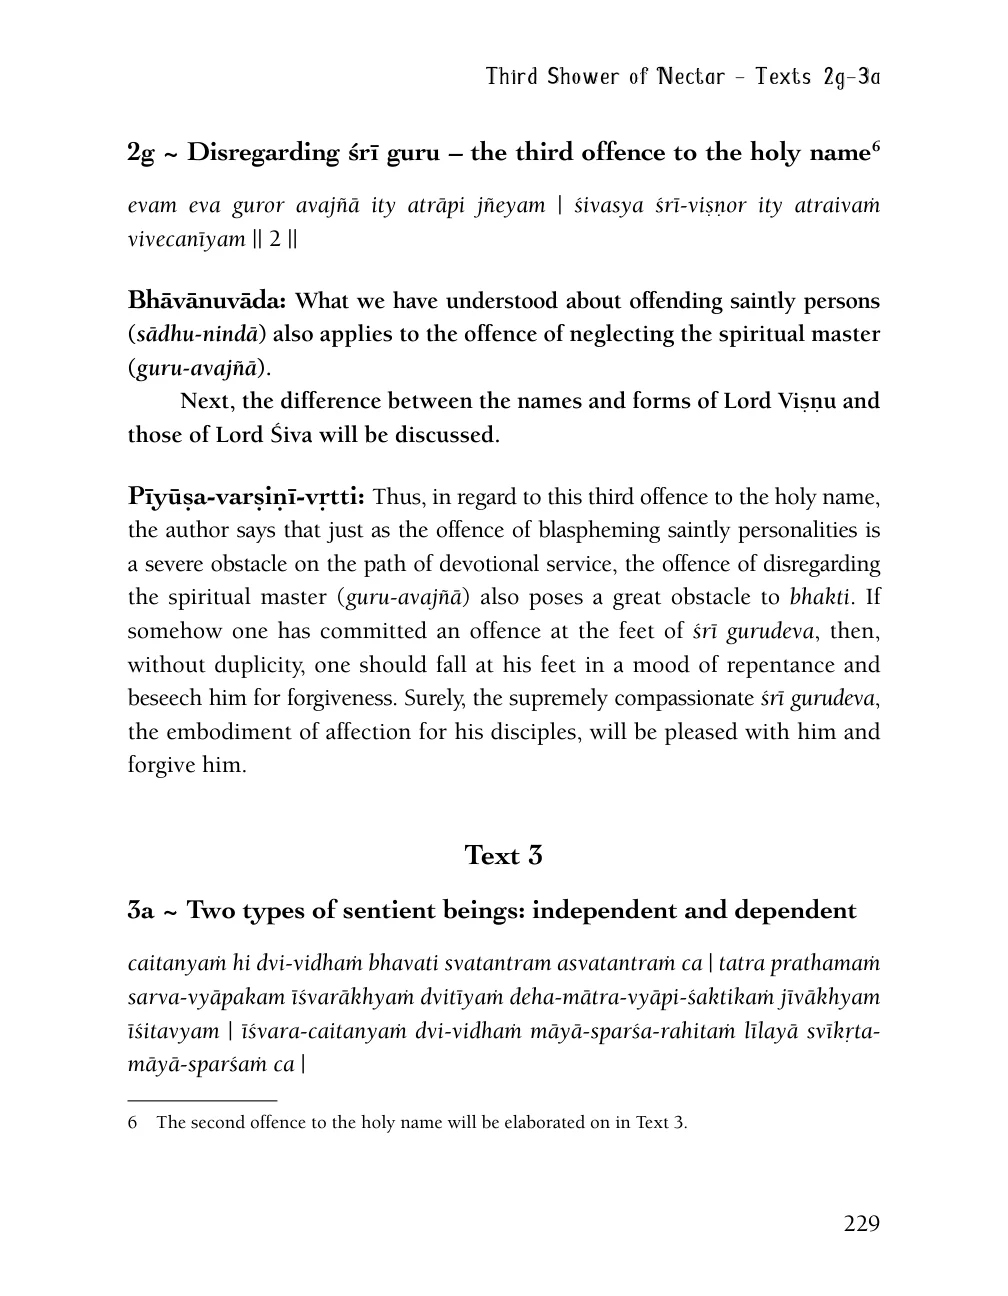 Third Shower of Nectar – Texts 2g–3a
2g ~ Disregarding śrī guru – the third offence to the holy name⁶
evam eva guror avajñā ity atrāpi jñeyam | śivasya śrī-viṣṇor ity atraivaṁ
vivecanīyam || 2 ||
Bhāvānuvāda: What we have understood about offending saintly persons
(sādhu-nindā) also applies to the offence of neglecting the spiritual master
(guru-avajñā).
Next, the difference between the names and forms of Lord Viṣṇu and
those of Lord Śiva will be discussed.
Pīyūṣa-varṣiṇī-vṛtti: Thus, in regard to this third offence to the holy name,
the author says that just as the offence of blaspheming saintly personalities is
a severe obstacle on the path of devotional service, the offence of disregarding
the spiritual master (guru-avajñā) also poses a great obstacle to bhakti. If
somehow one has committed an offence at the feet of śrī gurudeva, then,
without duplicity, one should fall at his feet in a mood of repentance and
beseech him for forgiveness. Surely, the supremely compassionate śrī gurudeva,
the embodiment of affection for his disciples, will be pleased with him and
forgive him.
Text 3
3a ~ Two types of sentient beings: independent and dependent
caitanyaṁ hi dvi-vidhaṁ bhavati svatantram asvatantraṁ ca | tatra prathamaṁ
sarva-vyāpakam īśvarākhyaṁ dvitīyaṁ deha-mātra-vyāpi-śaktikaṁ jīvākhyam
īśitavyam | īśvara-caitanyaṁ dvi-vidhaṁ māyā-sparśa-rahitaṁ līlayā svīkṛta-
māyā-sparśaṁ ca |
6 The second offence to the holy name will be elaborated on in Text 3.
229